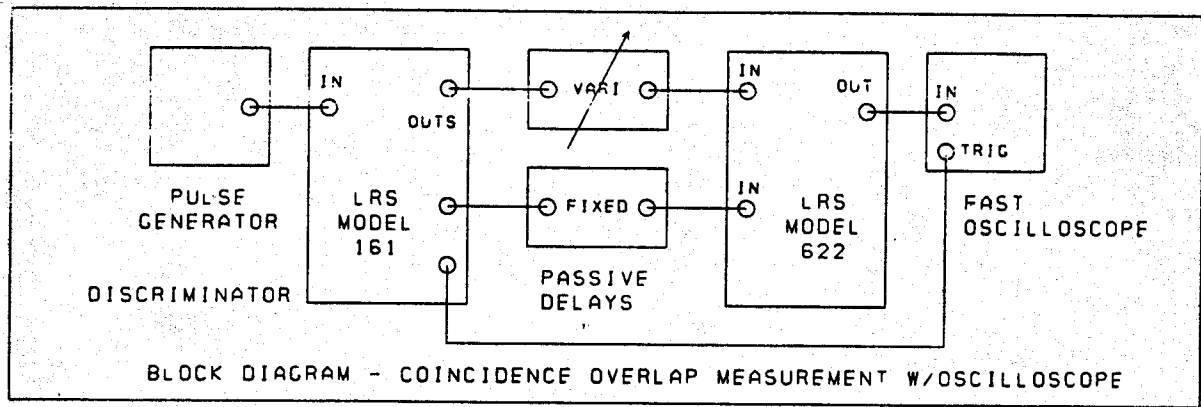 IN
OUTS
VARI
IN
OUT
IN
TRIG
PULSE
GENERATOR
LRS
MODEL
161
FIXED
IN
LRS
MODEL
622
FAST
OSCILLOSCOPE
DISCRIMINATOR
PASSIVE
DELAYS
BLOCK DIAGRAM - COINCIDENCE OVERLAP MEASUREMENT W/OSCILLOSCOPE